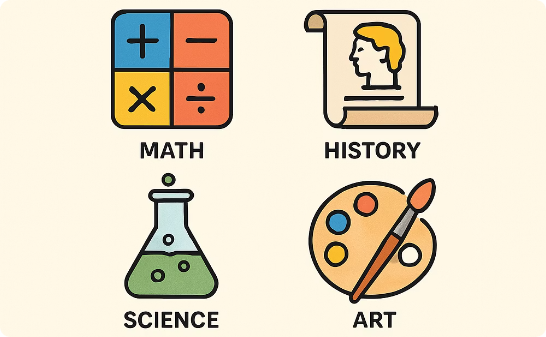 + −
× ÷
MATH
HISTORY
SCIENCE
ART